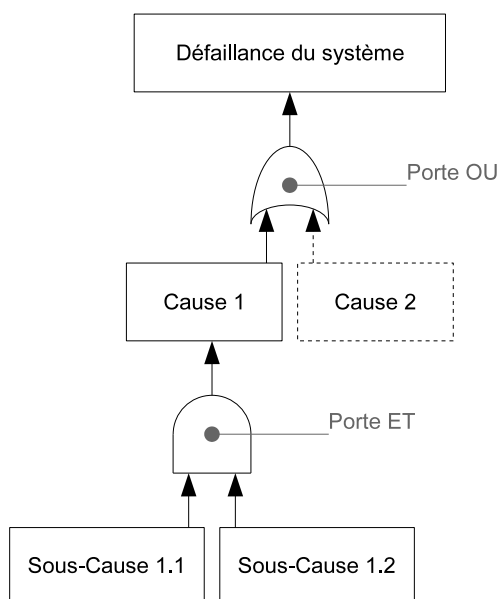 Défaillance du système
Porte OU
Cause 1
Cause 2
Porte ET
Sous-Cause 1.1
Sous-Cause 1.2